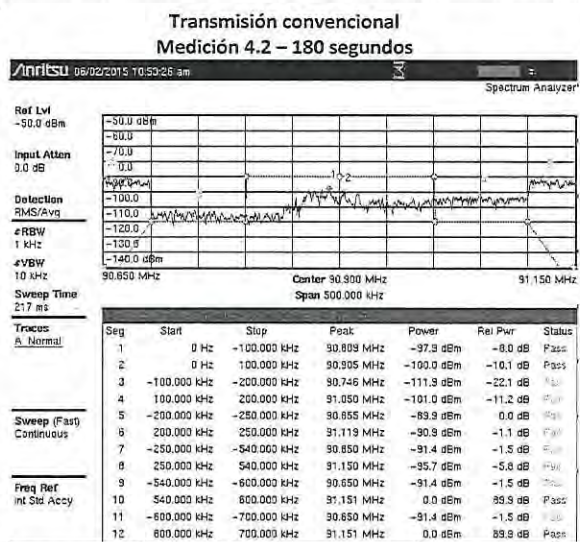 Transmisión convencional
Medición 4.2 – 180 segundos
Anritsu 06/02/2015 10:53:26 am
Spectrum Analyzer
Ref Lvl
-50.0 dBm
Input Atten
0.0 dB
Detection
RMS/Avg
#RBW
1 kHz
#VBW
10 kHz
Sweep Time
217 ms
Traces
A: Normal
Sweep (Fast)
Continuous
Freq Ref
Int Std Accy
-50.0 dBm
-60.0
-70.0
-100.0
-110.0
-120.0
-130.0
-140.0 dBm
1 2
90.650 MHz Center 90.900 MHz 91.150 MHz
Span 500.000 kHz
Seg Start Stop Peak Power Rel Pwr Status
1 0 Hz -100.000 kHz 90.809 MHz -97.9 dBm -8.0 dB Pass
2 0 Hz 100.000 kHz 90.905 MHz -100.0 dBm -10.1 dB Pass
3 -100.000 kHz -200.000 kHz 90.746 MHz -111.9 dBm -22.1 dB
4 100.000 kHz 200.000 kHz 91.050 MHz -101.0 dBm -11.2 dB
5 -200.000 kHz -250.000 kHz 90.655 MHz -89.9 dBm 0.0 dB
6 200.000 kHz 250.000 kHz 91.119 MHz -90.9 dBm -1.1 dB
7 -250.000 kHz -540.000 kHz 90.650 MHz -91.4 dBm -1.5 dB
8 250.000 kHz 540.000 kHz 91.150 MHz -95.7 dBm -5.8 dB
9 -540.000 kHz -600.000 kHz 90.650 MHz -91.4 dBm -1.5 dB
10 540.000 kHz 600.000 kHz 91.151 MHz 0.0 dBm 89.9 dB Pass
11 -600.000 kHz -700.000 kHz 90.650 MHz -91.4 dBm -1.5 dB
12 600.000 kHz 700.000 kHz 91.151 MHz 0.0 dBm 89.9 dB Pass